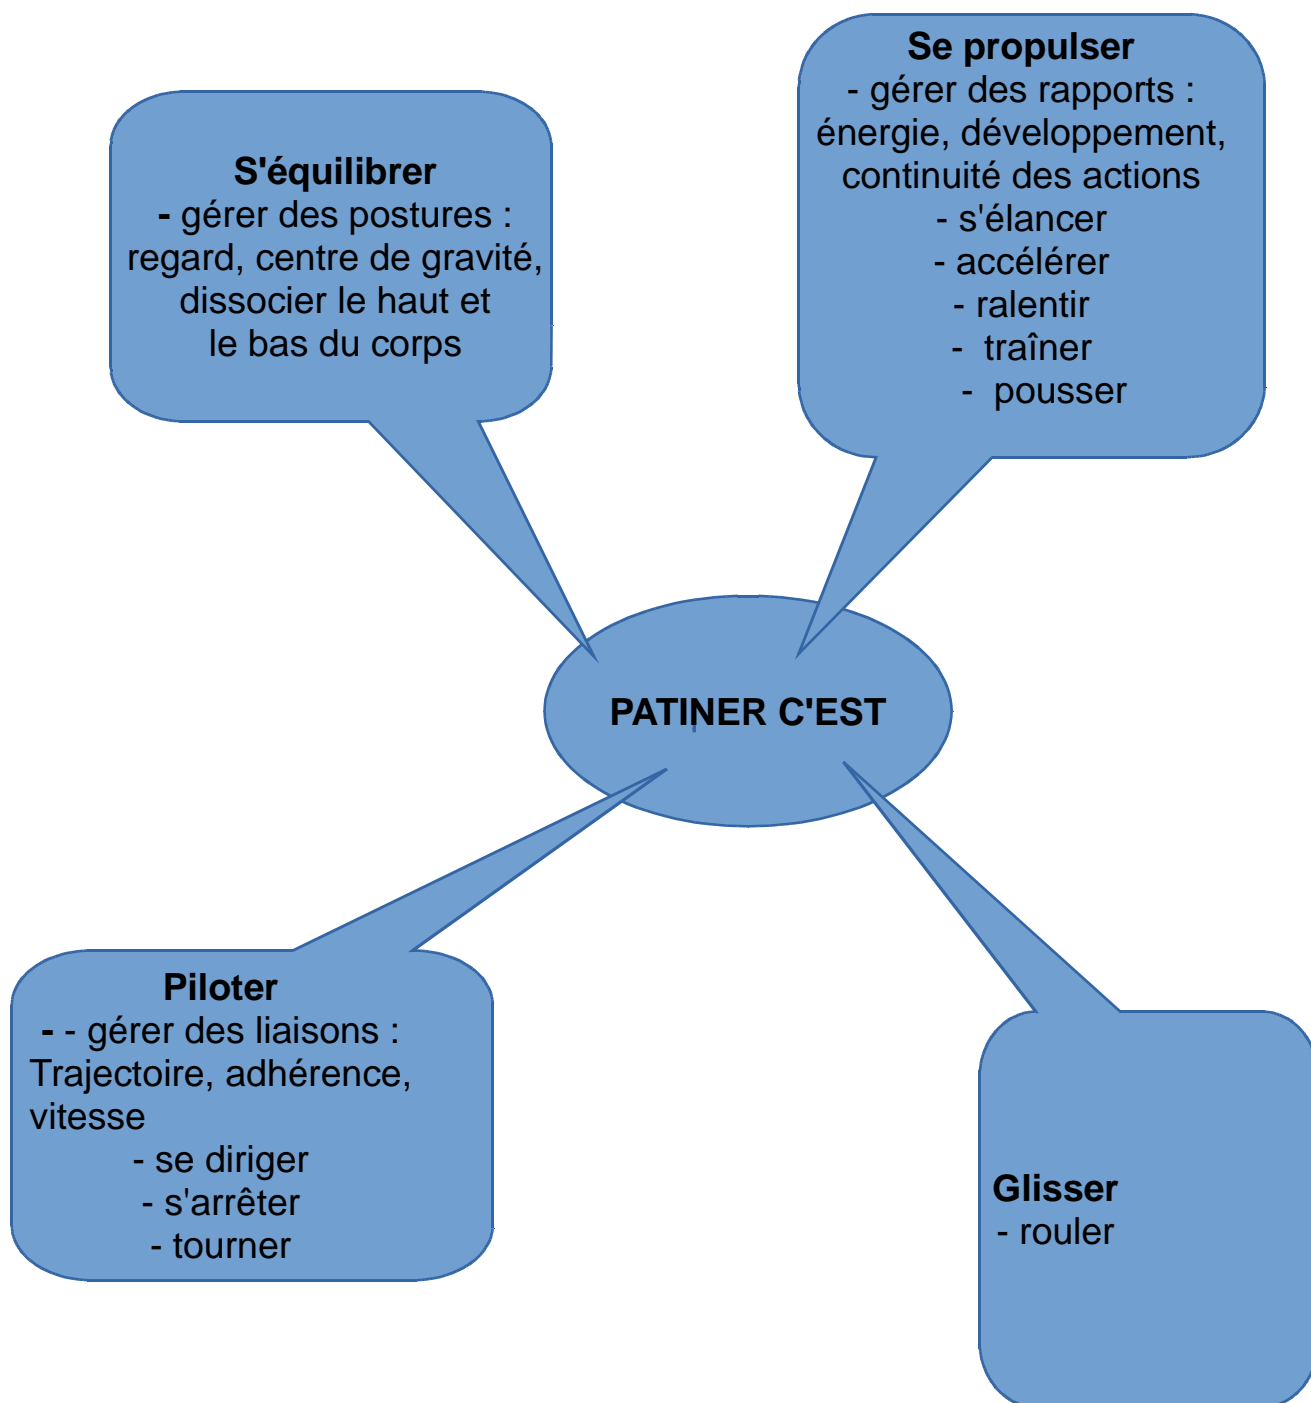 S'équilibrer
- gérer des postures :
regard, centre de gravité,
dissocier le haut et
le bas du corps
Se propulser
- gérer des rapports :
énergie, développement,
continuité des actions
- s'élancer
- accélérer
- ralentir
- traîner
- pousser
PATINER C'EST
Piloter
- - gérer des liaisons :
Trajectoire, adhérence,
vitesse
- se diriger
- s'arrêter
- tourner
Glisser
- rouler